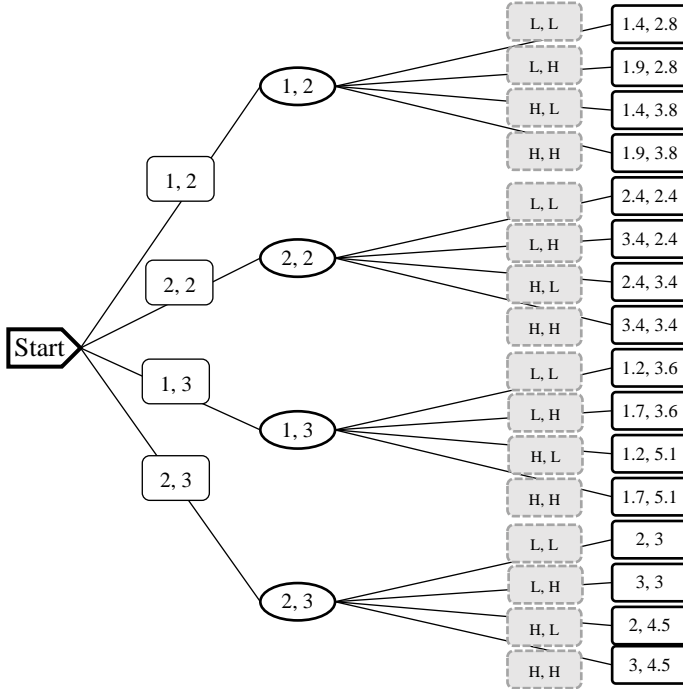 Start
1, 2
2, 2
1, 3
2, 3
1, 2
2, 2
1, 3
2, 3
L, L
L, H
H, L
H, H
L, L
L, H
H, L
H, H
L, L
L, H
H, L
H, H
L, L
L, H
H, L
H, H
1.4, 2.8
1.9, 2.8
1.4, 3.8
1.9, 3.8
2.4, 2.4
3.4, 2.4
2.4, 3.4
3.4, 3.4
1.2, 3.6
1.7, 3.6
1.2, 5.1
1.7, 5.1
2, 3
3, 3
2, 4.5
3, 4.5